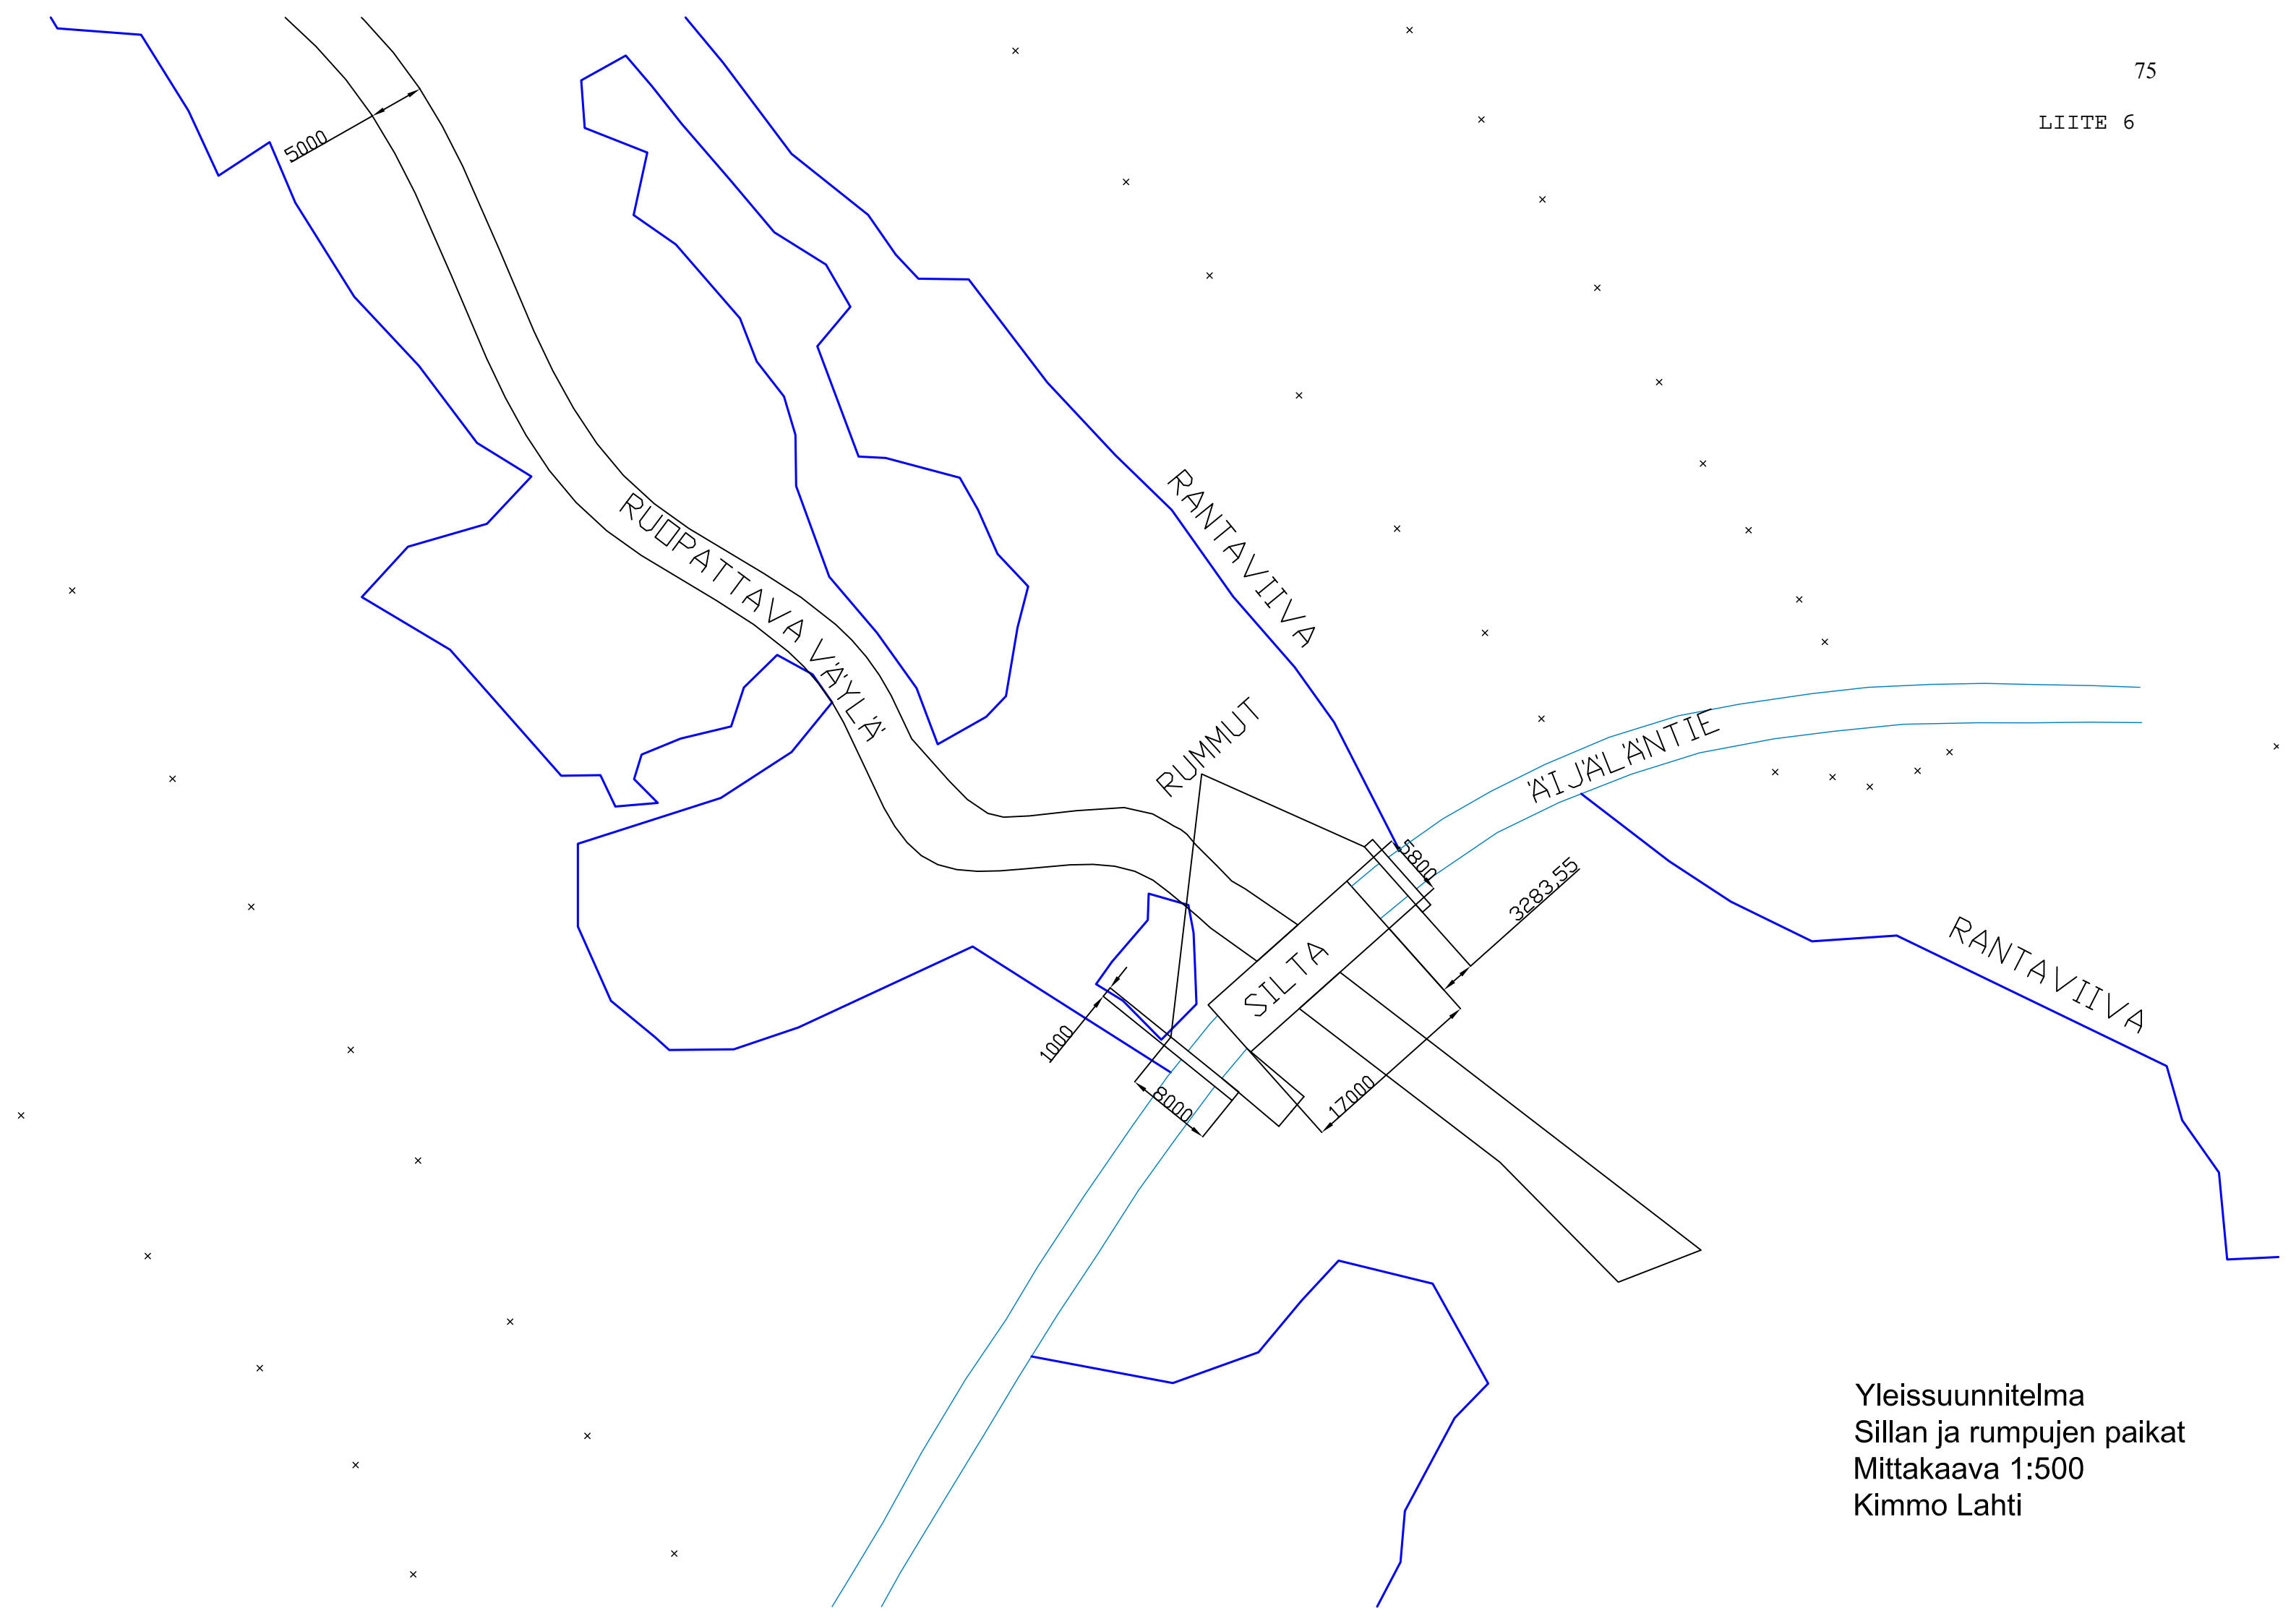 75
LIITE 6
5000
RUOPATTAVA VÄYLÄ
RANTAVIIVA
RUMMUT
ÄIJÄLÄNTIE
5800
3283,55
SILTA
RANTAVIIVA
1000
8000
17000
Yleissuunnitelma
Sillan ja rumpujen paikat
Mittakaava 1:500
Kimmo Lahti